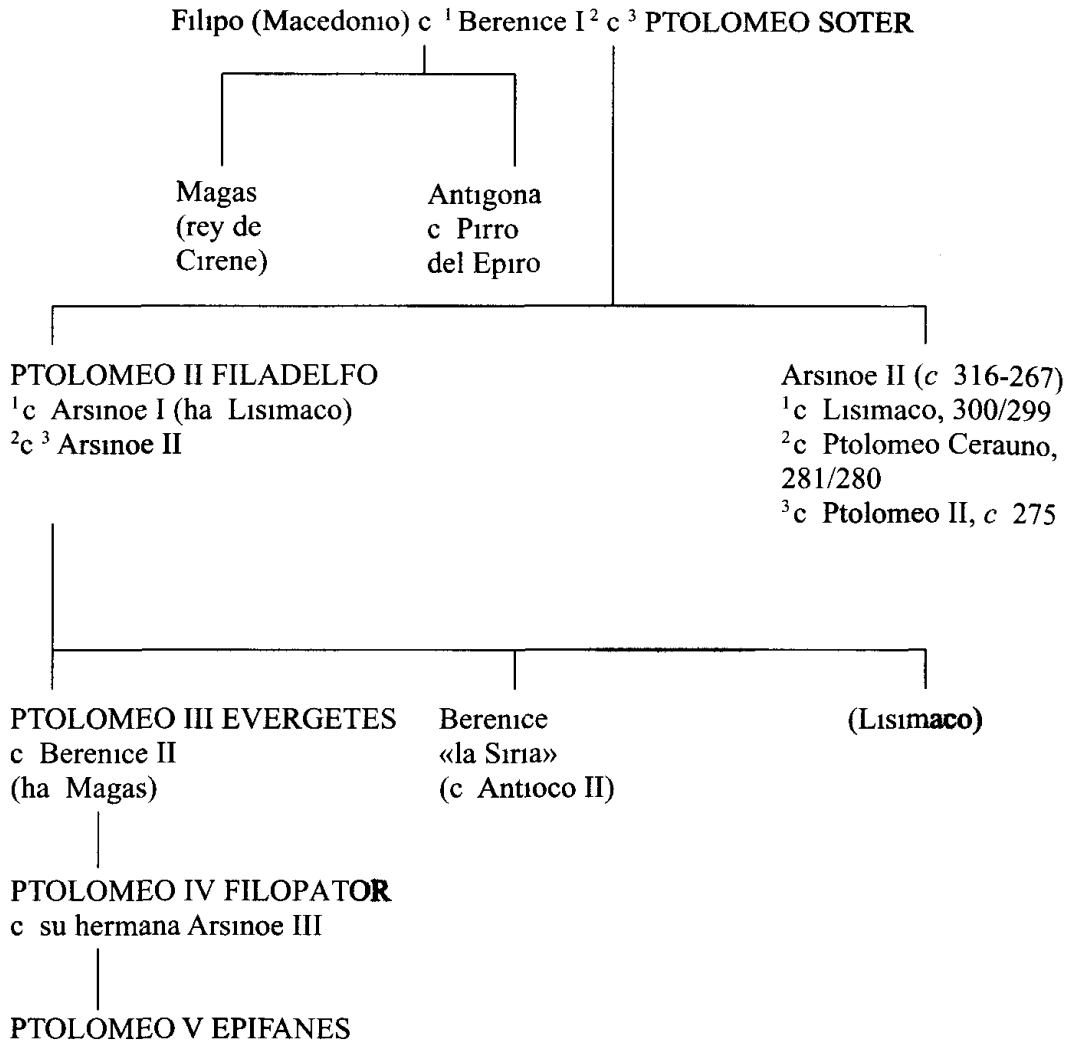 Filipo (Macedonio) c ¹ Berenice I² c ³ PTOLOMEO SOTER
Magas
(rey de
Cirene)
Antigona
c Pirro
del Epiro
PTOLOMEO II FILADELFO
¹c Arsinoe I (ha Lisimaco)
²c ³ Arsinoe II
Arsinoe II (c 316-267)
¹c Lisimaco, 300/299
²c Ptolomeo Cerauno,
281/280
³c Ptolomeo II, c 275
PTOLOMEO III EVERGETES
c Berenice II
(ha Magas)
Berenice
«la Siria»
(c Antioco II)
(Lisimaco)
PTOLOMEO IV FILOPATOR
c su hermana Arsinoe III
PTOLOMEO V EPIFANES